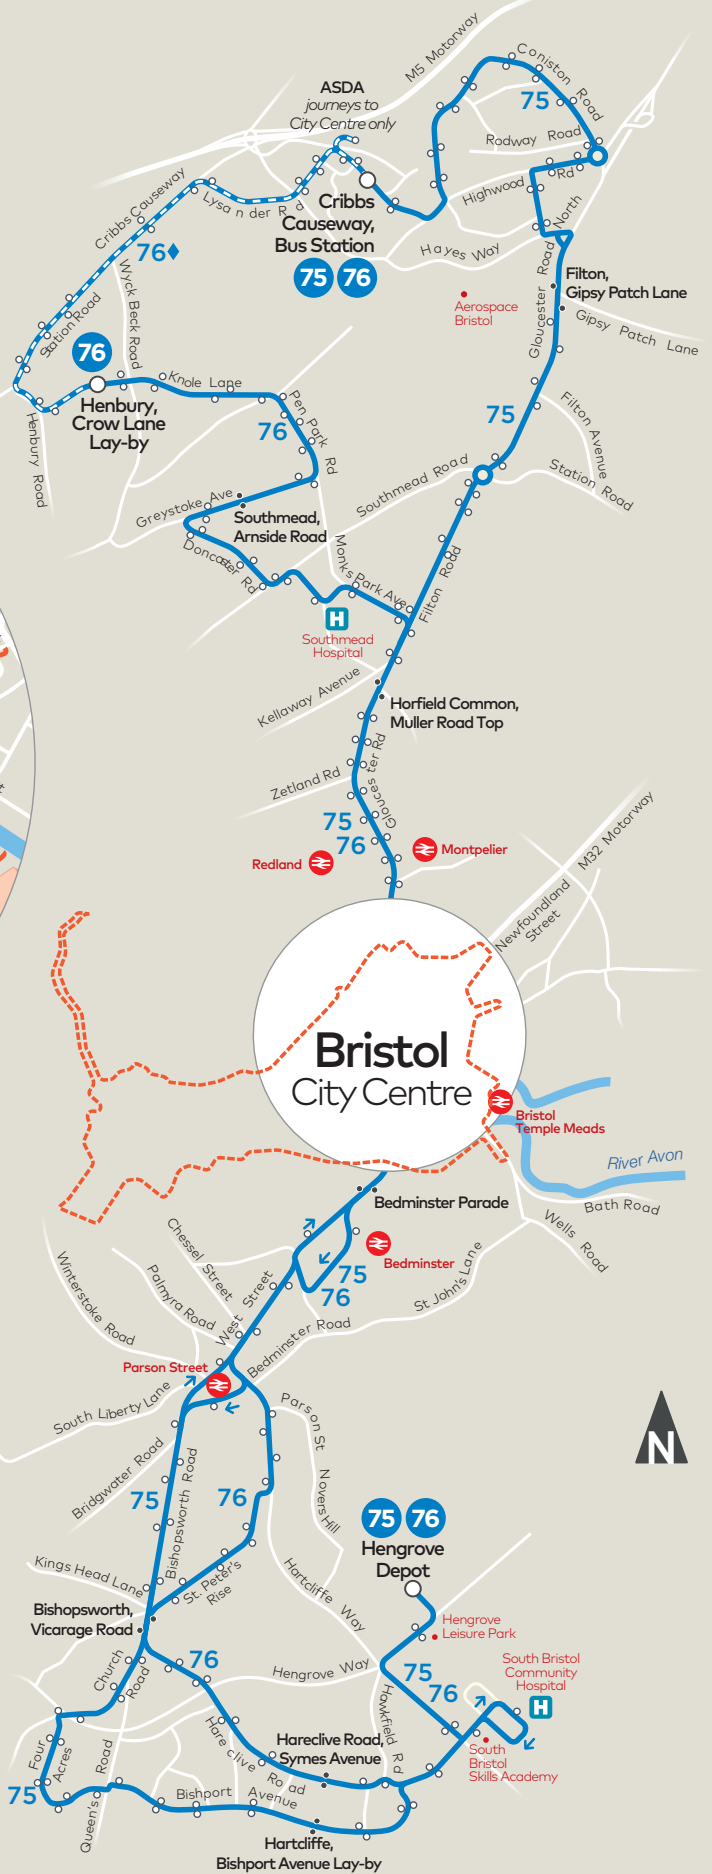 M5 Motorway
Coniston Road
ASDA
journeys to
City Centre only
75
Rodway Road
Highwood Rd
Cribbs Causeway
Lysander Rd
Cribbs
Causeway,
Bus Station
75 76
Hayes Way
North
76♦
Wyck Beck Road
Station Road
Filton,
Gipsy Patch Lane
Aerospace
Bristol
Gloucester Road
Gipsy Patch Lane
76
Henbury,
Crow Lane
Lay-by
Henbury Road
Knole Lane
Pen Park Rd
76
75
Filton Avenue
Station Road
Southmead Road
Greystoke Ave
Southmead,
Arnside Road
Doncaster Rd
Monks Park Ave
Filton Road
H
Southmead
Hospital
Kellaway Avenue
Horfield Common,
Muller Road Top
Zetland Rd
Gloucester Rd
75
76
Redland
Montpelier
M32 Motorway
Newfoundland
Street
Bristol
City Centre
Bristol
Temple Meads
River Avon
Bath Road
Wells Road
Bedminster Parade
Bedminster
75
76
St John's Lane
Chessel Street
Winterstoke Road
Palmyra Road
West Street
Bedminster Road
Parson Street
South Liberty Lane
Parson St
Bridgwater Road
Novers Hill
75
Bishopsworth Road
76
75 76
Hengrove
Depot
Kings Head Lane
St. Peter's
Rise
Hartcliffe Way
Bishopsworth,
Vicarage Road
Hengrove
Leisure Park
76
Church
Road
Hengrove Way
75
76
South Bristol
Community
Hospital
H
Hawkfield Rd
Hareclive Road
Hareclive Road,
Symes Avenue
South
Bristol
Skills Academy
Four
Acres
75
Queen's Road
Bishport Avenue
Hartcliffe,
Bishport Avenue Lay-by
N